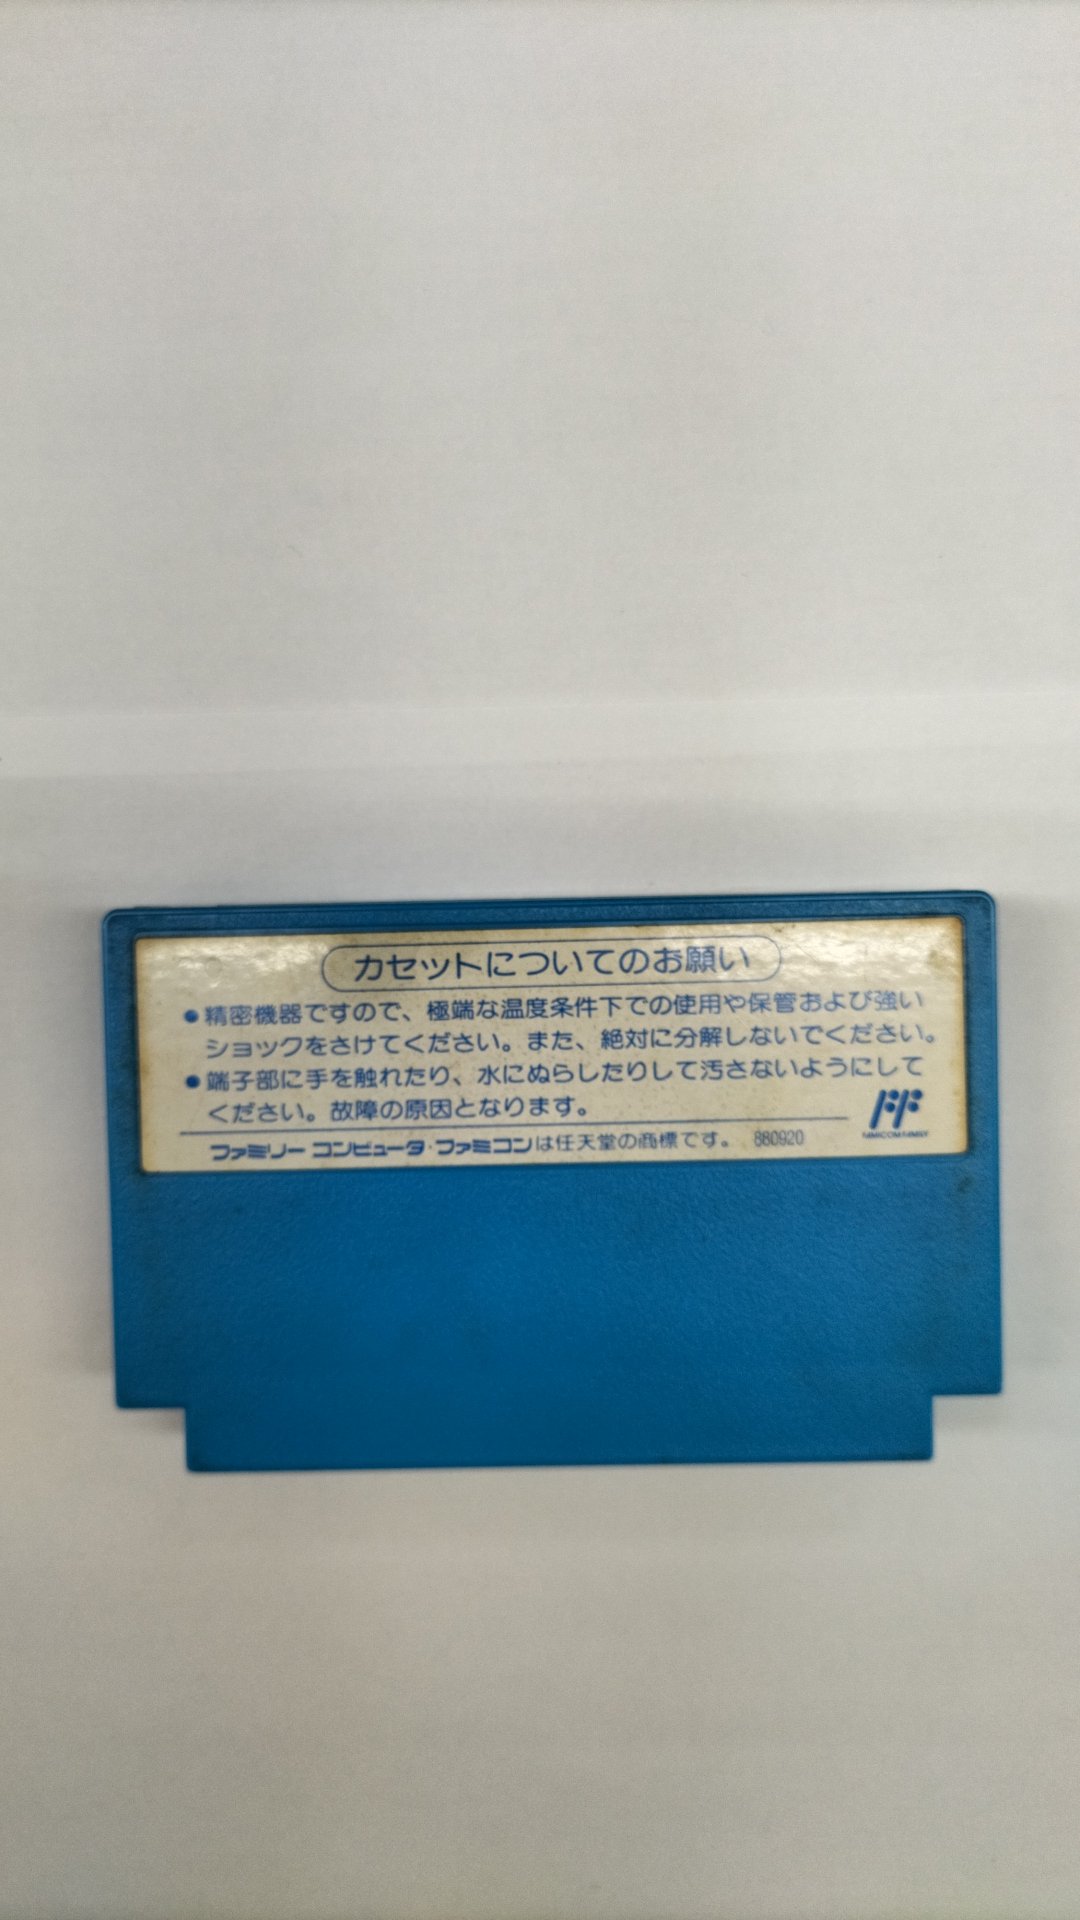 カセットについてのお願い
●精密機器ですので、極端な温度条件下での使用や保管および強い
ショックをさけてください。また、絶対に分解しないでください。
●端子部に手を触れたり、水にぬらしたりして汚さないようにして
ください。故障の原因となります。
FAMICOM FAMILY
ファミリー コンピュータ・ファミコンは任天堂の商標です。 880920